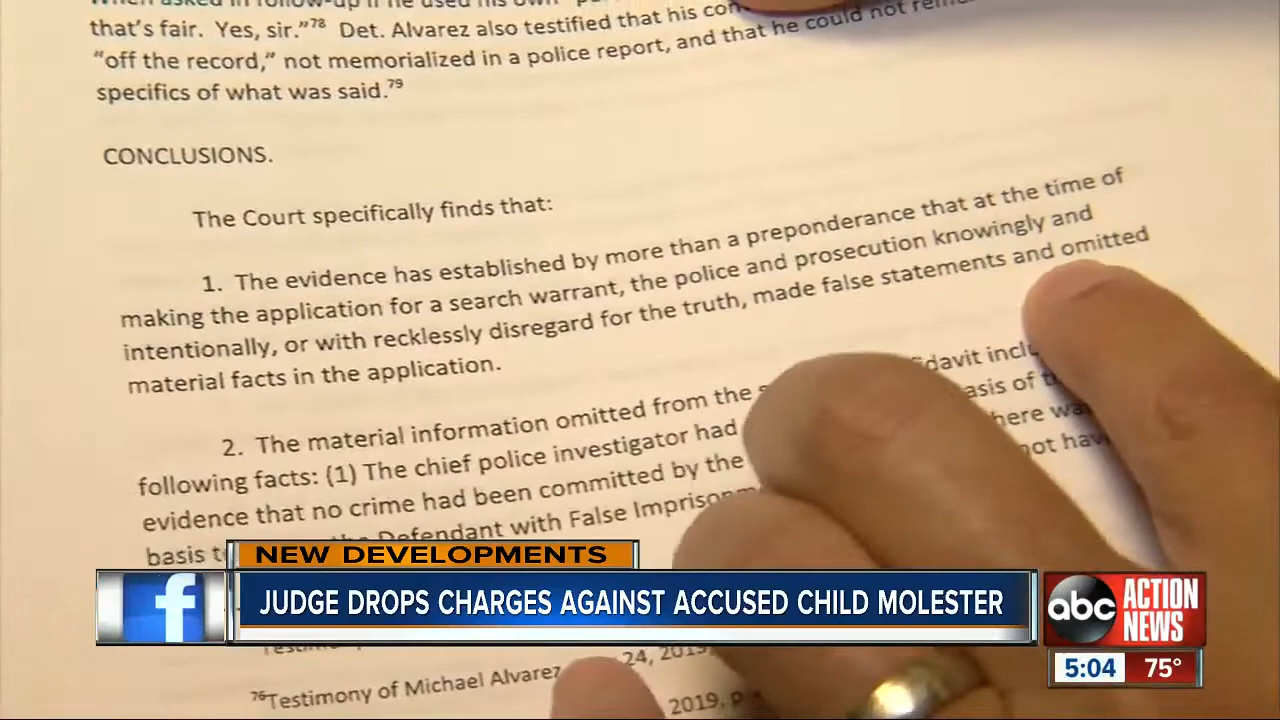 that's fair. Yes, sir."78 Det. Alvarez also testified that his
"off the record," not memorialized in a police report, and that he could not
specifics of what was said.79
CONCLUSIONS.
The Court specifically finds that:
1. The evidence has established by more than a preponderance that at the time of
making the application for a search warrant, the police and prosecution knowingly and
intentionally, or with recklessly disregard for the truth, made false statements and omitted
material facts in the application.
2. The material information omitted from the
following facts: (1) The chief police investigator had
evidence that no crime had been committed by the
basis Defendant with False
NEW DEVELOPMENTS
f JUDGE DROPS CHARGES AGAINST ACCUSED CHILD MOLESTER
abc ACTION NEWS
5:04 75°
76Testimony of Michael Alvarez 24,
2019,